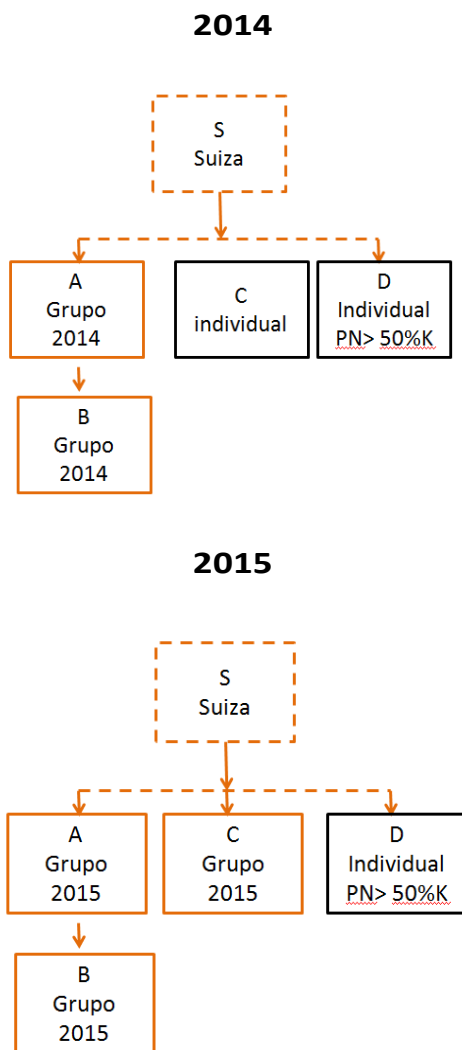 2014
S
Suiza
A
Grupo
2014
C
individual
D
Individual
PN> 50%K
B
Grupo
2014
2015
S
Suiza
A
Grupo
2015
C
Grupo
2015
D
Individual
PN> 50%K
B
Grupo
2015